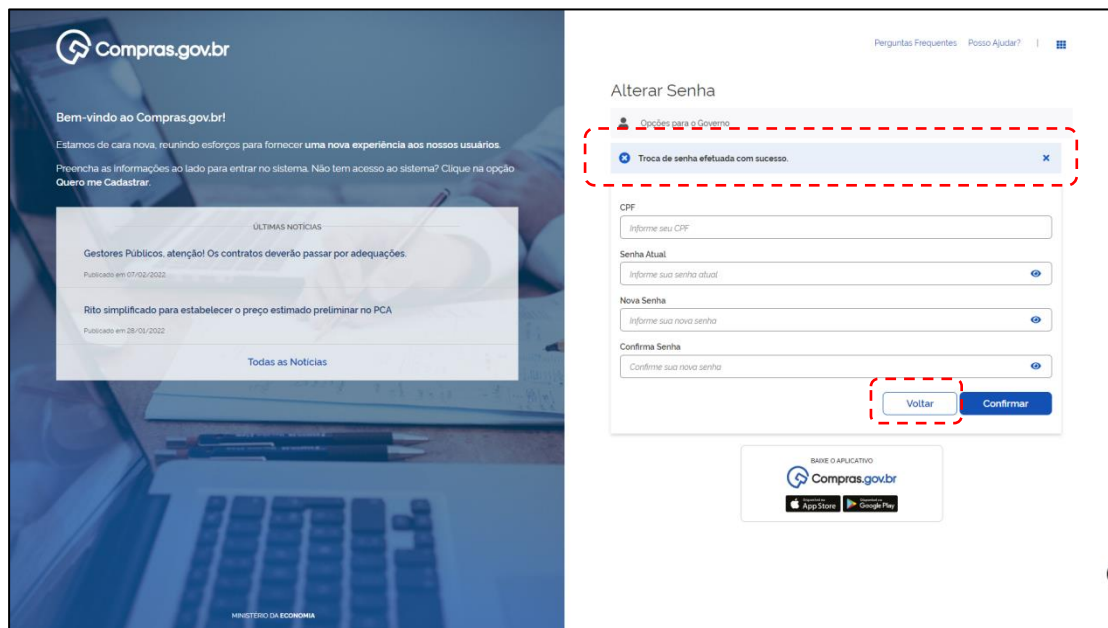 Compras.gov.br
Bem-vindo ao Compras.gov.br!
Estamos de cara nova, reunindo esforços para fornecer uma nova experiência aos nossos usuários.
Preencha as informações ao lado para entrar no sistema. Não tem acesso ao sistema? Clique na opção
Quero me Cadastrar.
ÚLTIMAS NOTÍCIAS
Gestores Públicos, atenção! Os contratos deverão passar por adequações.
Publicado em 07/02/2022
Rito simplificado para estabelecer o preço estimado preliminar no PCA
Publicado em 28/01/2022
Todas as Notícias
MINISTÉRIO DA ECONOMIA
Perguntas Frequentes Posso Ajudar? |
Alterar Senha
Opções para o Governo
Troca de senha efetuada com sucesso.
CPF
Informe seu CPF
Senha Atual
Informe sua senha atual
Nova Senha
Informe sua nova senha
Confirma Senha
Confirme sua nova senha
Voltar Confirmar
BAIXE O APLICATIVO
Compras.gov.br
App Store Google Play